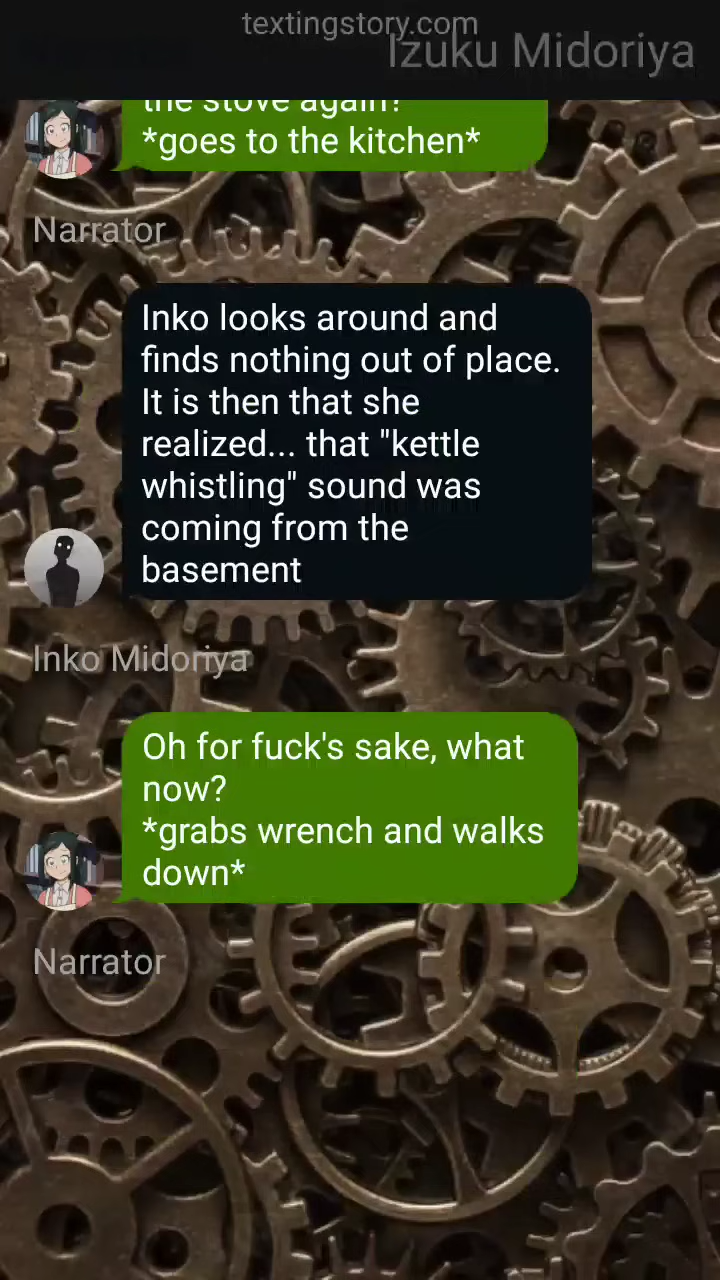 textingstory.com
Izuku Midoriya
the stove again?
*goes to the kitchen*
Narrator
Inko looks around and
finds nothing out of place.
It is then that she
realized... that "kettle
whistling" sound was
coming from the
basement
Inko Midoriya
Oh for fuck's sake, what
now?
*grabs wrench and walks
down*
Narrator